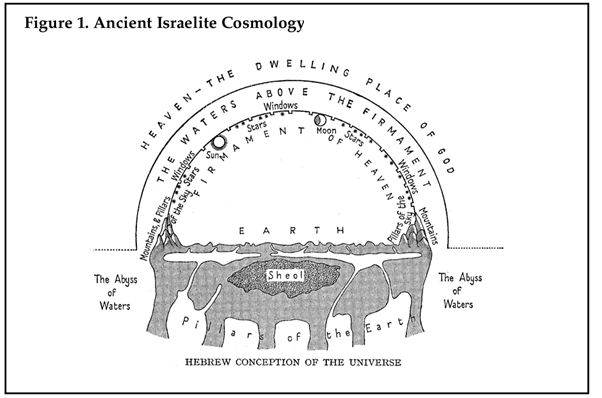 Figure 1. Ancient Israelite Cosmology
HEAVEN–THE DWELLING PLACE OF GOD
THE WATERS ABOVE THE FIRMAMENT
Windows
Stars
Sun
Moon
Stars
FIRMAMENT OF HEAVEN
Windows
Stars
Windows
Stars
Mountains, & Pillars
of the Sky
Pillars of the
Sky
Mountains
EARTH
The Abyss
of
Waters
Sheol
The Abyss
of
Waters
Pillars of the Earth
HEBREW CONCEPTION OF THE UNIVERSE